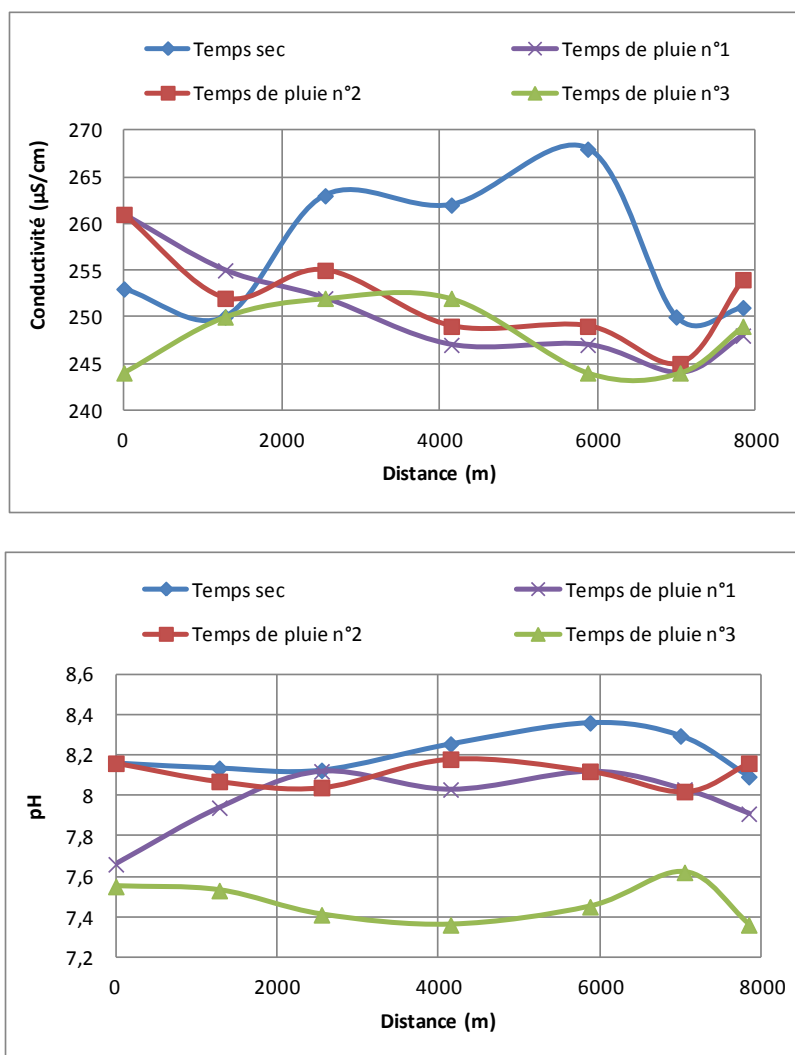 Temps sec
Temps de pluie n°1
Temps de pluie n°2
Temps de pluie n°3
270
265
260
255
250
245
240
Conductivité (µS/cm)
0 2000 4000 6000 8000
Distance (m)
Temps sec
Temps de pluie n°1
Temps de pluie n°2
Temps de pluie n°3
8,6
8,4
8,2
8
7,8
7,6
7,4
7,2
pH
0 2000 4000 6000 8000
Distance (m)